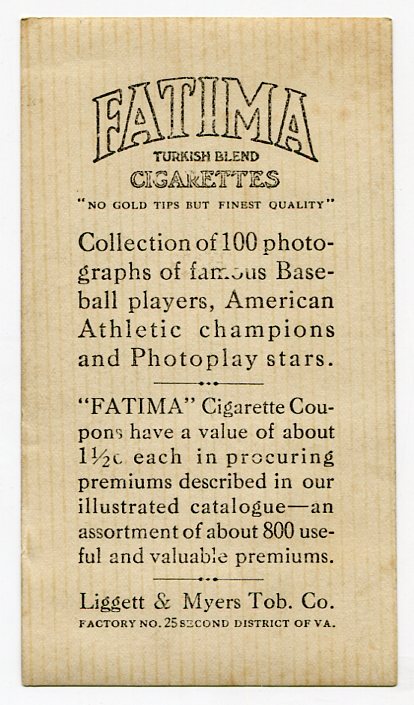 FATIMA
TURKISH BLEND
CIGARETTES
"NO GOLD TIPS BUT FINEST QUALITY"
Collection of 100 photo-
graphs of famous Base-
ball players, American
Athletic champions
and Photoplay stars.
"FATIMA" Cigarette Cou-
pons have a value of about
1½c each in procuring
premiums described in our
illustrated catalogue—an
assortment of about 800 use-
ful and valuable premiums.
Liggett & Myers Tob. Co.
FACTORY NO. 25 SECOND DISTRICT OF VA.